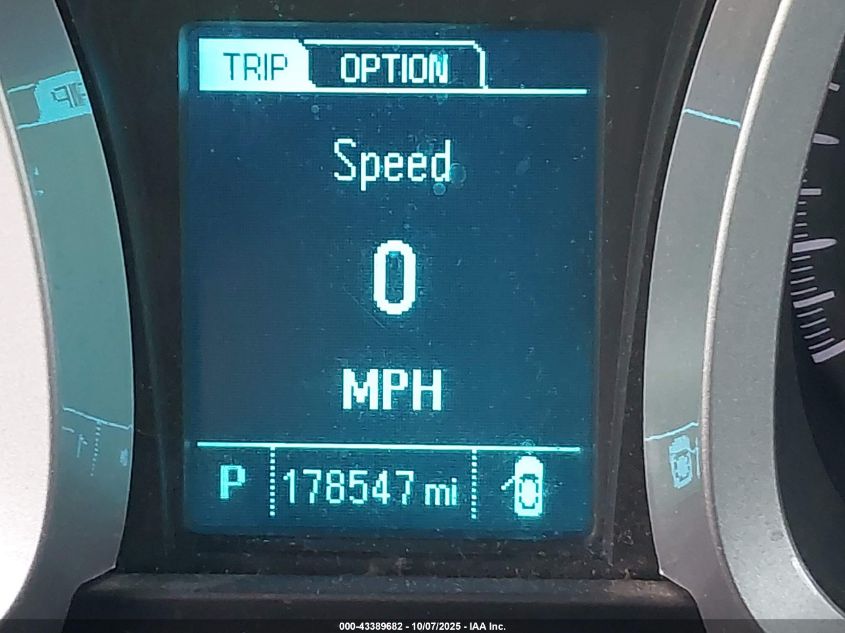 TRIP OPTION
Speed
0
MPH
P 178547 mi
000-43389682 - 10/07/2025 - IAA Inc.